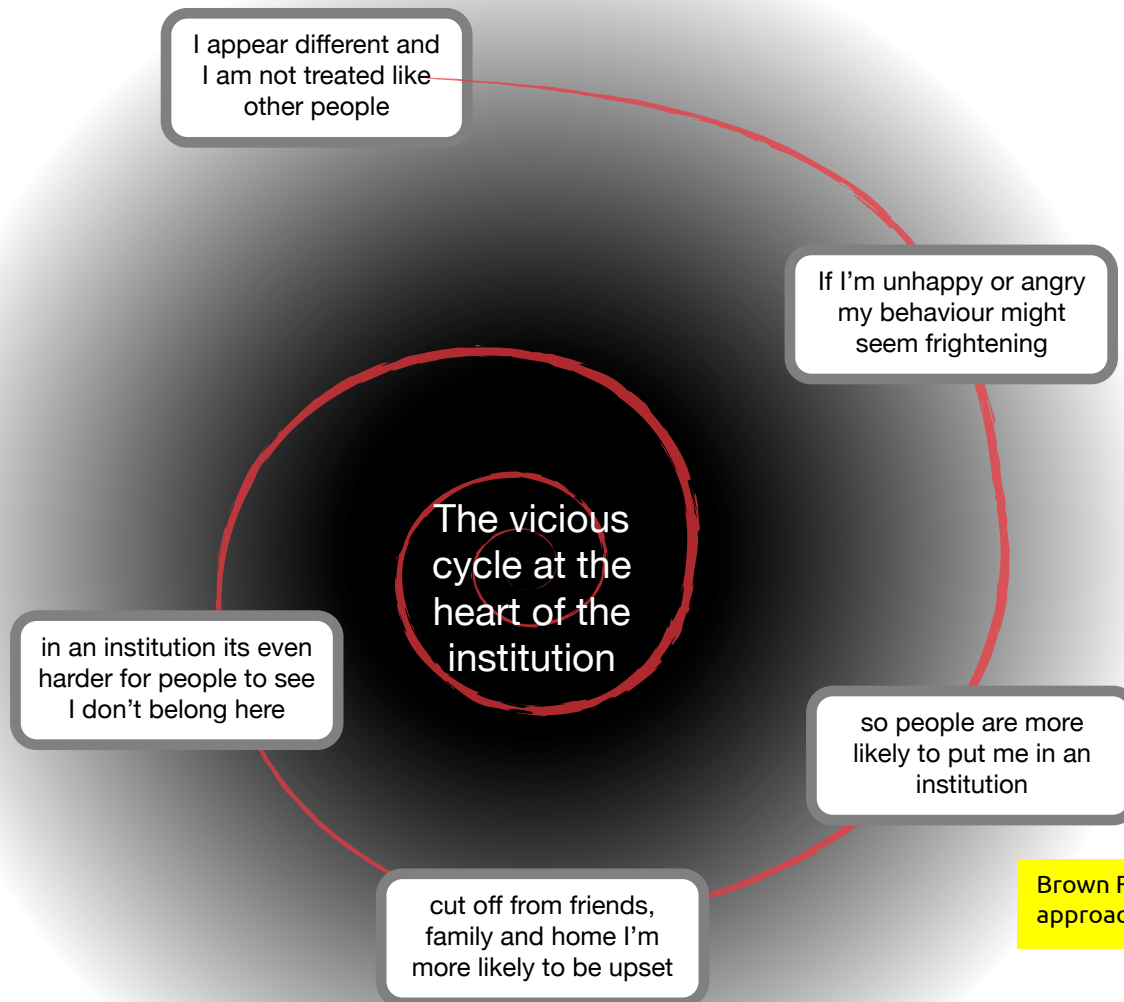 I appear different and
I am not treated like
other people
If I'm unhappy or angry
my behaviour might
seem frightening
so people are more
likely to put me in an
institution
cut off from friends,
family and home I'm
more likely to be upset
in an institution its even
harder for people to see
I don't belong here
The vicious
cycle at the
heart of the
institution
Brown